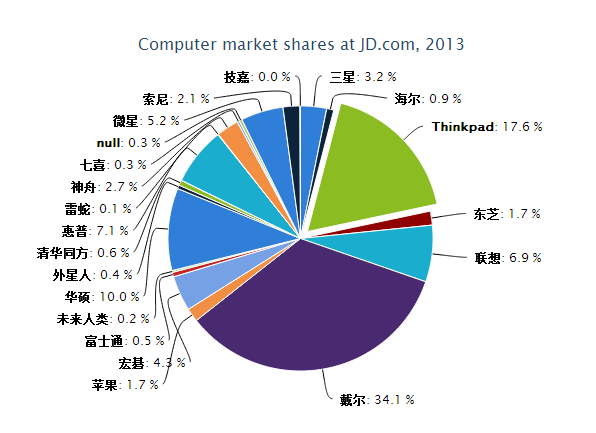 Computer market shares at JD.com, 2013
技嘉: 0.0 %
三星: 3.2 %
索尼: 2.1 %
海尔: 0.9 %
微星: 5.2 %
Thinkpad: 17.6 %
null: 0.3 %
七喜: 0.3 %
神舟: 2.7 %
雷蛇: 0.1 %
东芝: 1.7 %
惠普: 7.1 %
清华同方: 0.6 %
联想: 6.9 %
外星人: 0.4 %
华硕: 10.0 %
未来人类: 0.2 %
富士通: 0.5 %
宏碁: 4.3 %
苹果: 1.7 %
戴尔: 34.1 %